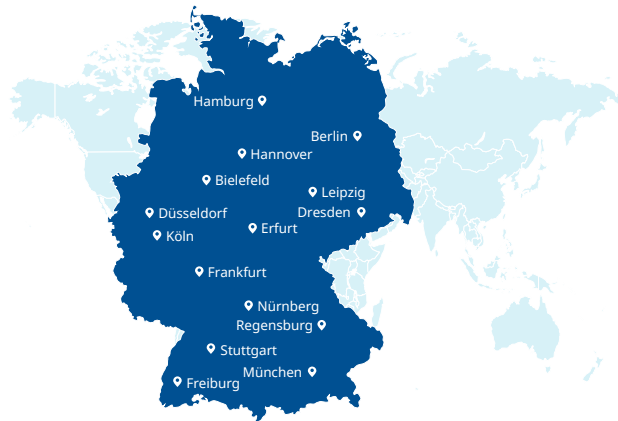 Hamburg
Berlin
Hannover
Bielefeld
Leipzig
Düsseldorf
Dresden
Erfurt
Köln
Frankfurt
Nürnberg
Regensburg
Stuttgart
München
Freiburg